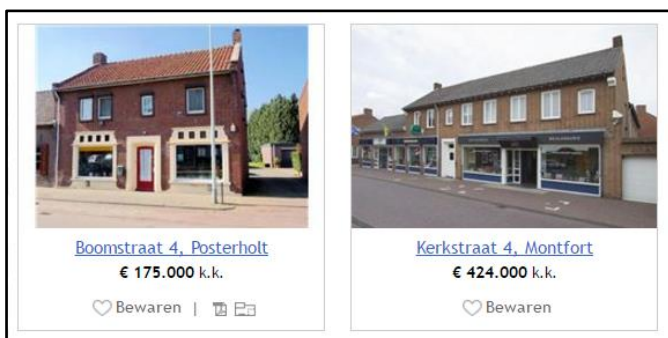 Boomstraat 4, Posterholt
€ 175.000 k.k.
Bewaren |
Kerkstraat 4, Montfort
€ 424.000 k.k.
Bewaren